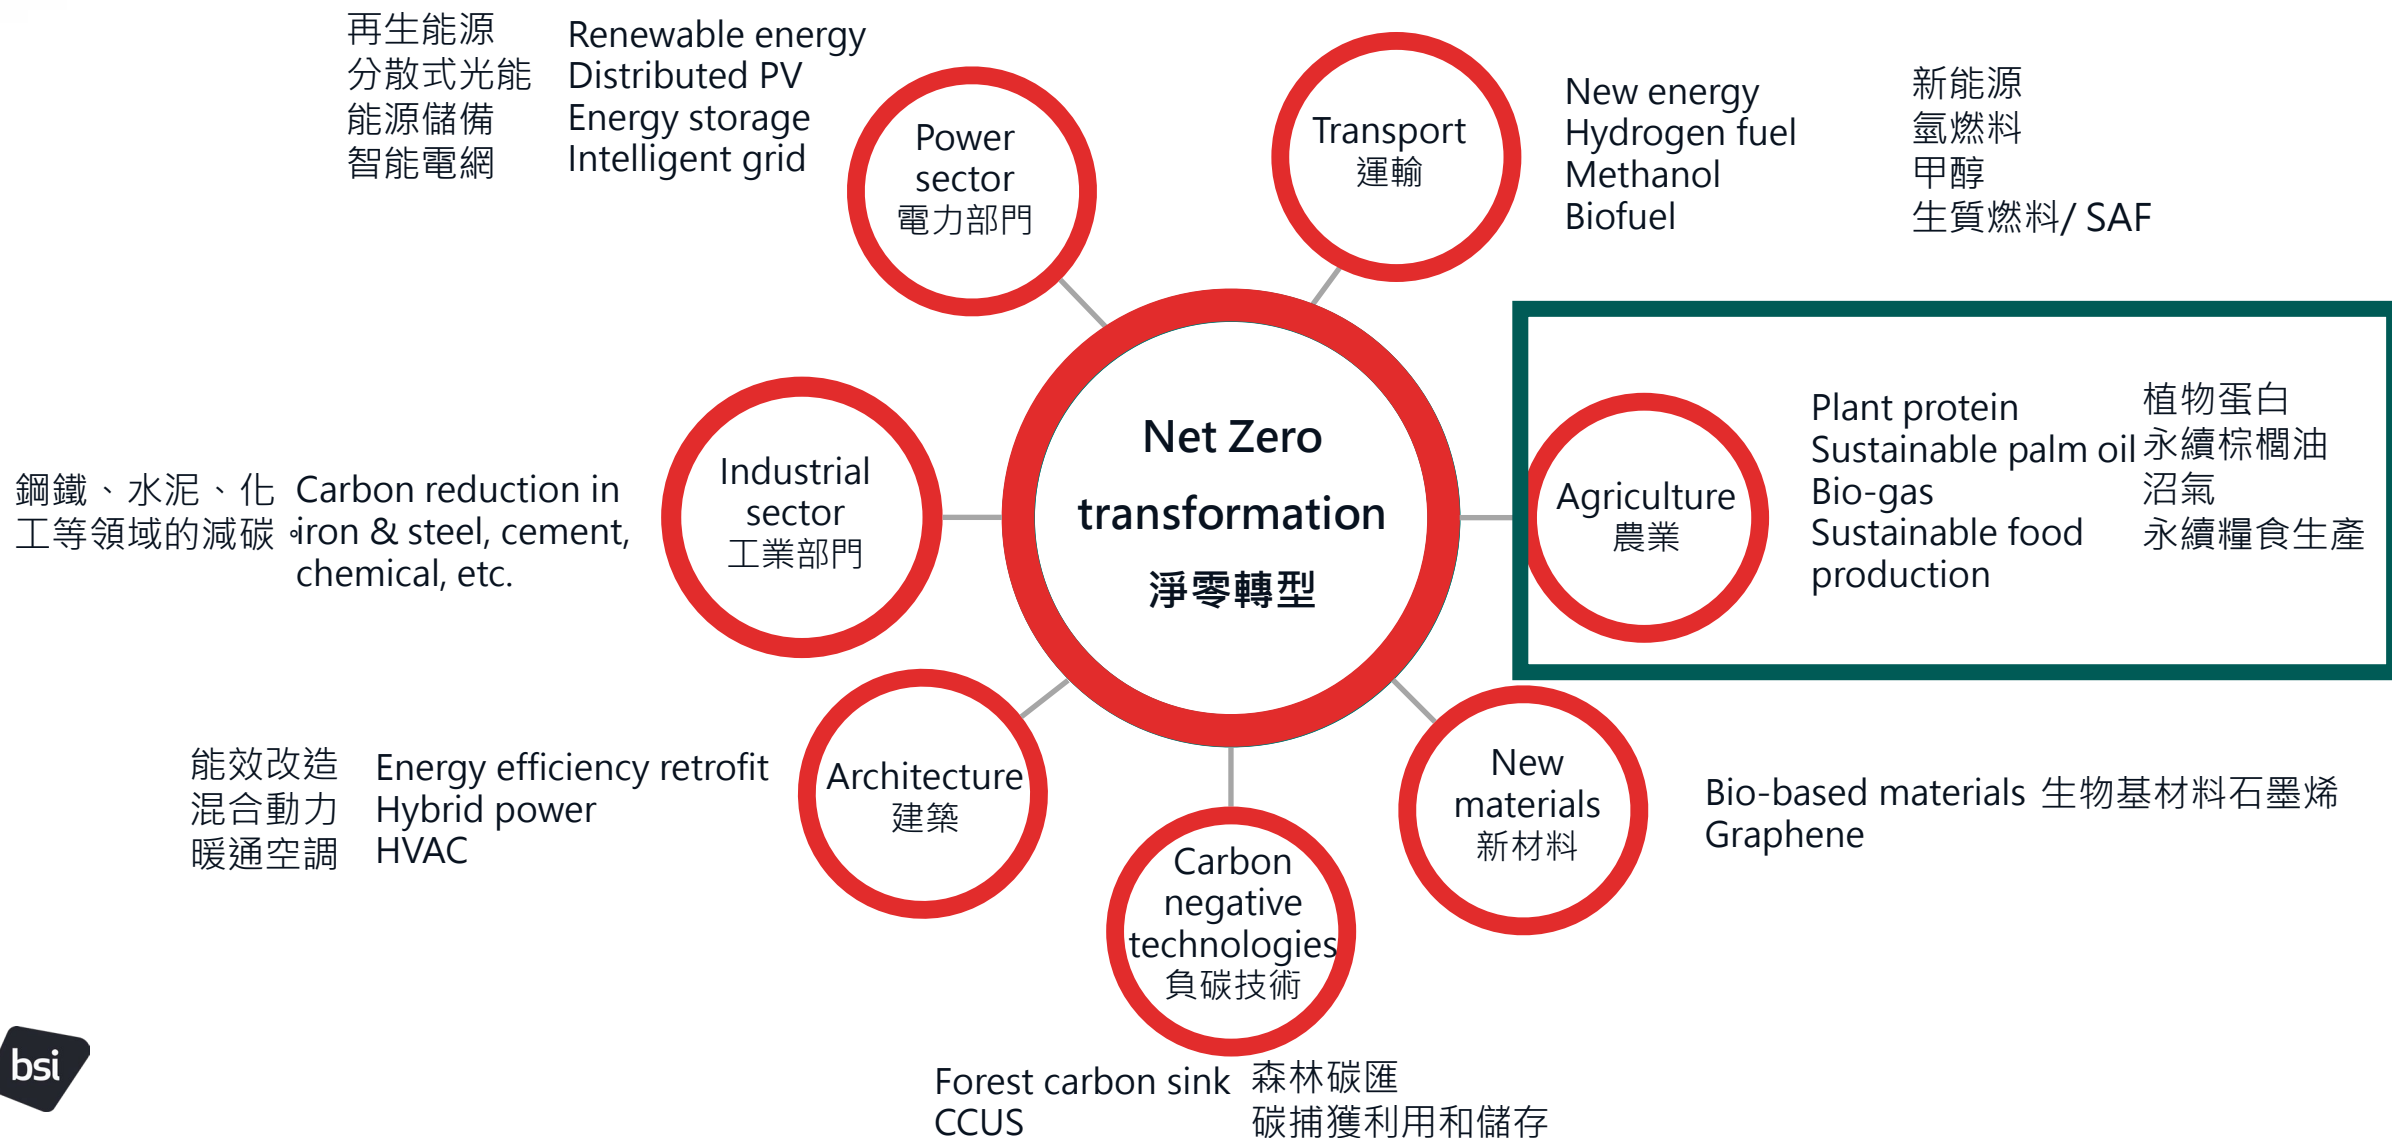 再生能源
分散式光能
能源儲備
智能電網
Renewable energy
Distributed PV
Energy storage
Intelligent grid
Power
sector
電力部門
Transport
運輸
New energy
Hydrogen fuel
Methanol
Biofuel
新能源
氫燃料
甲醇
生質燃料/ SAF
鋼鐵、水泥、化
工等領域的減碳。
Carbon reduction in
iron & steel, cement,
chemical, etc.
Industrial
sector
工業部門
Net Zero
transformation
淨零轉型
Agriculture
農業
Plant protein
Sustainable palm oil
Bio-gas
Sustainable food
production
植物蛋白
永續棕櫚油
沼氣
永續糧食生產
能效改造
混合動力
暖通空調
Energy efficiency retrofit
Hybrid power
HVAC
Architecture
建築
Carbon
negative
technologies
負碳技術
New
materials
新材料
Bio-based materials
Graphene
生物基材料石墨烯
Forest carbon sink
CCUS
森林碳匯
碳捕獲利用和儲存
bsi